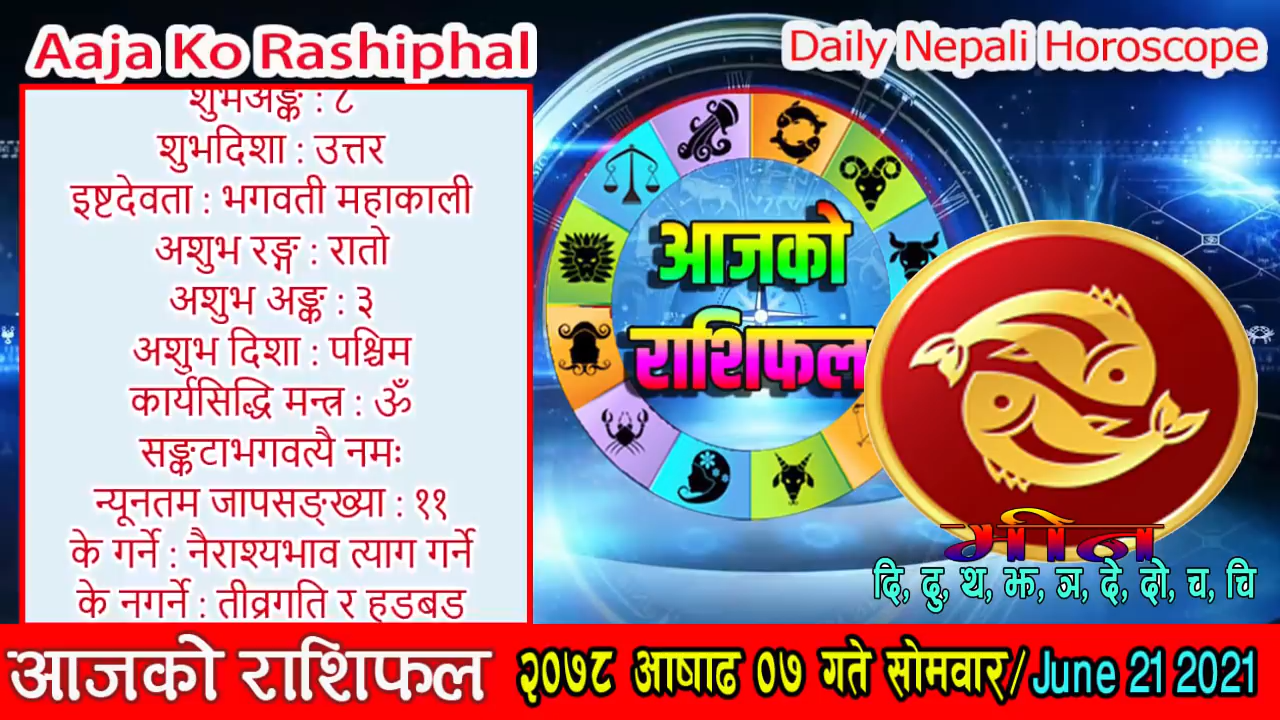 Aaja Ko Rashiphal
Daily Nepali Horoscope
शुभअङ्क : ८
शुभदिशा : उत्तर
इष्टदेवता : भगवती महाकाली
अशुभ रङ्ग : रातो
अशुभ अङ्क : ३
अशुभ दिशा : पश्चिम
कार्यसिद्धि मन्त्र : ॐ
सङ्कटाभगवत्यै नमः
न्यूनतम जापसङ्ख्या : ११
के गर्ने : नैराश्यभाव त्याग गर्ने
के नगर्ने : तीव्रगति र हडबड
आजको
राशिफल
मीन
दि, दु, थ, झ, ञ, दे, दो, च, चि
आजको राशिफल २०७८ आषाढ ०७ गते सोमवार/June 21 2021